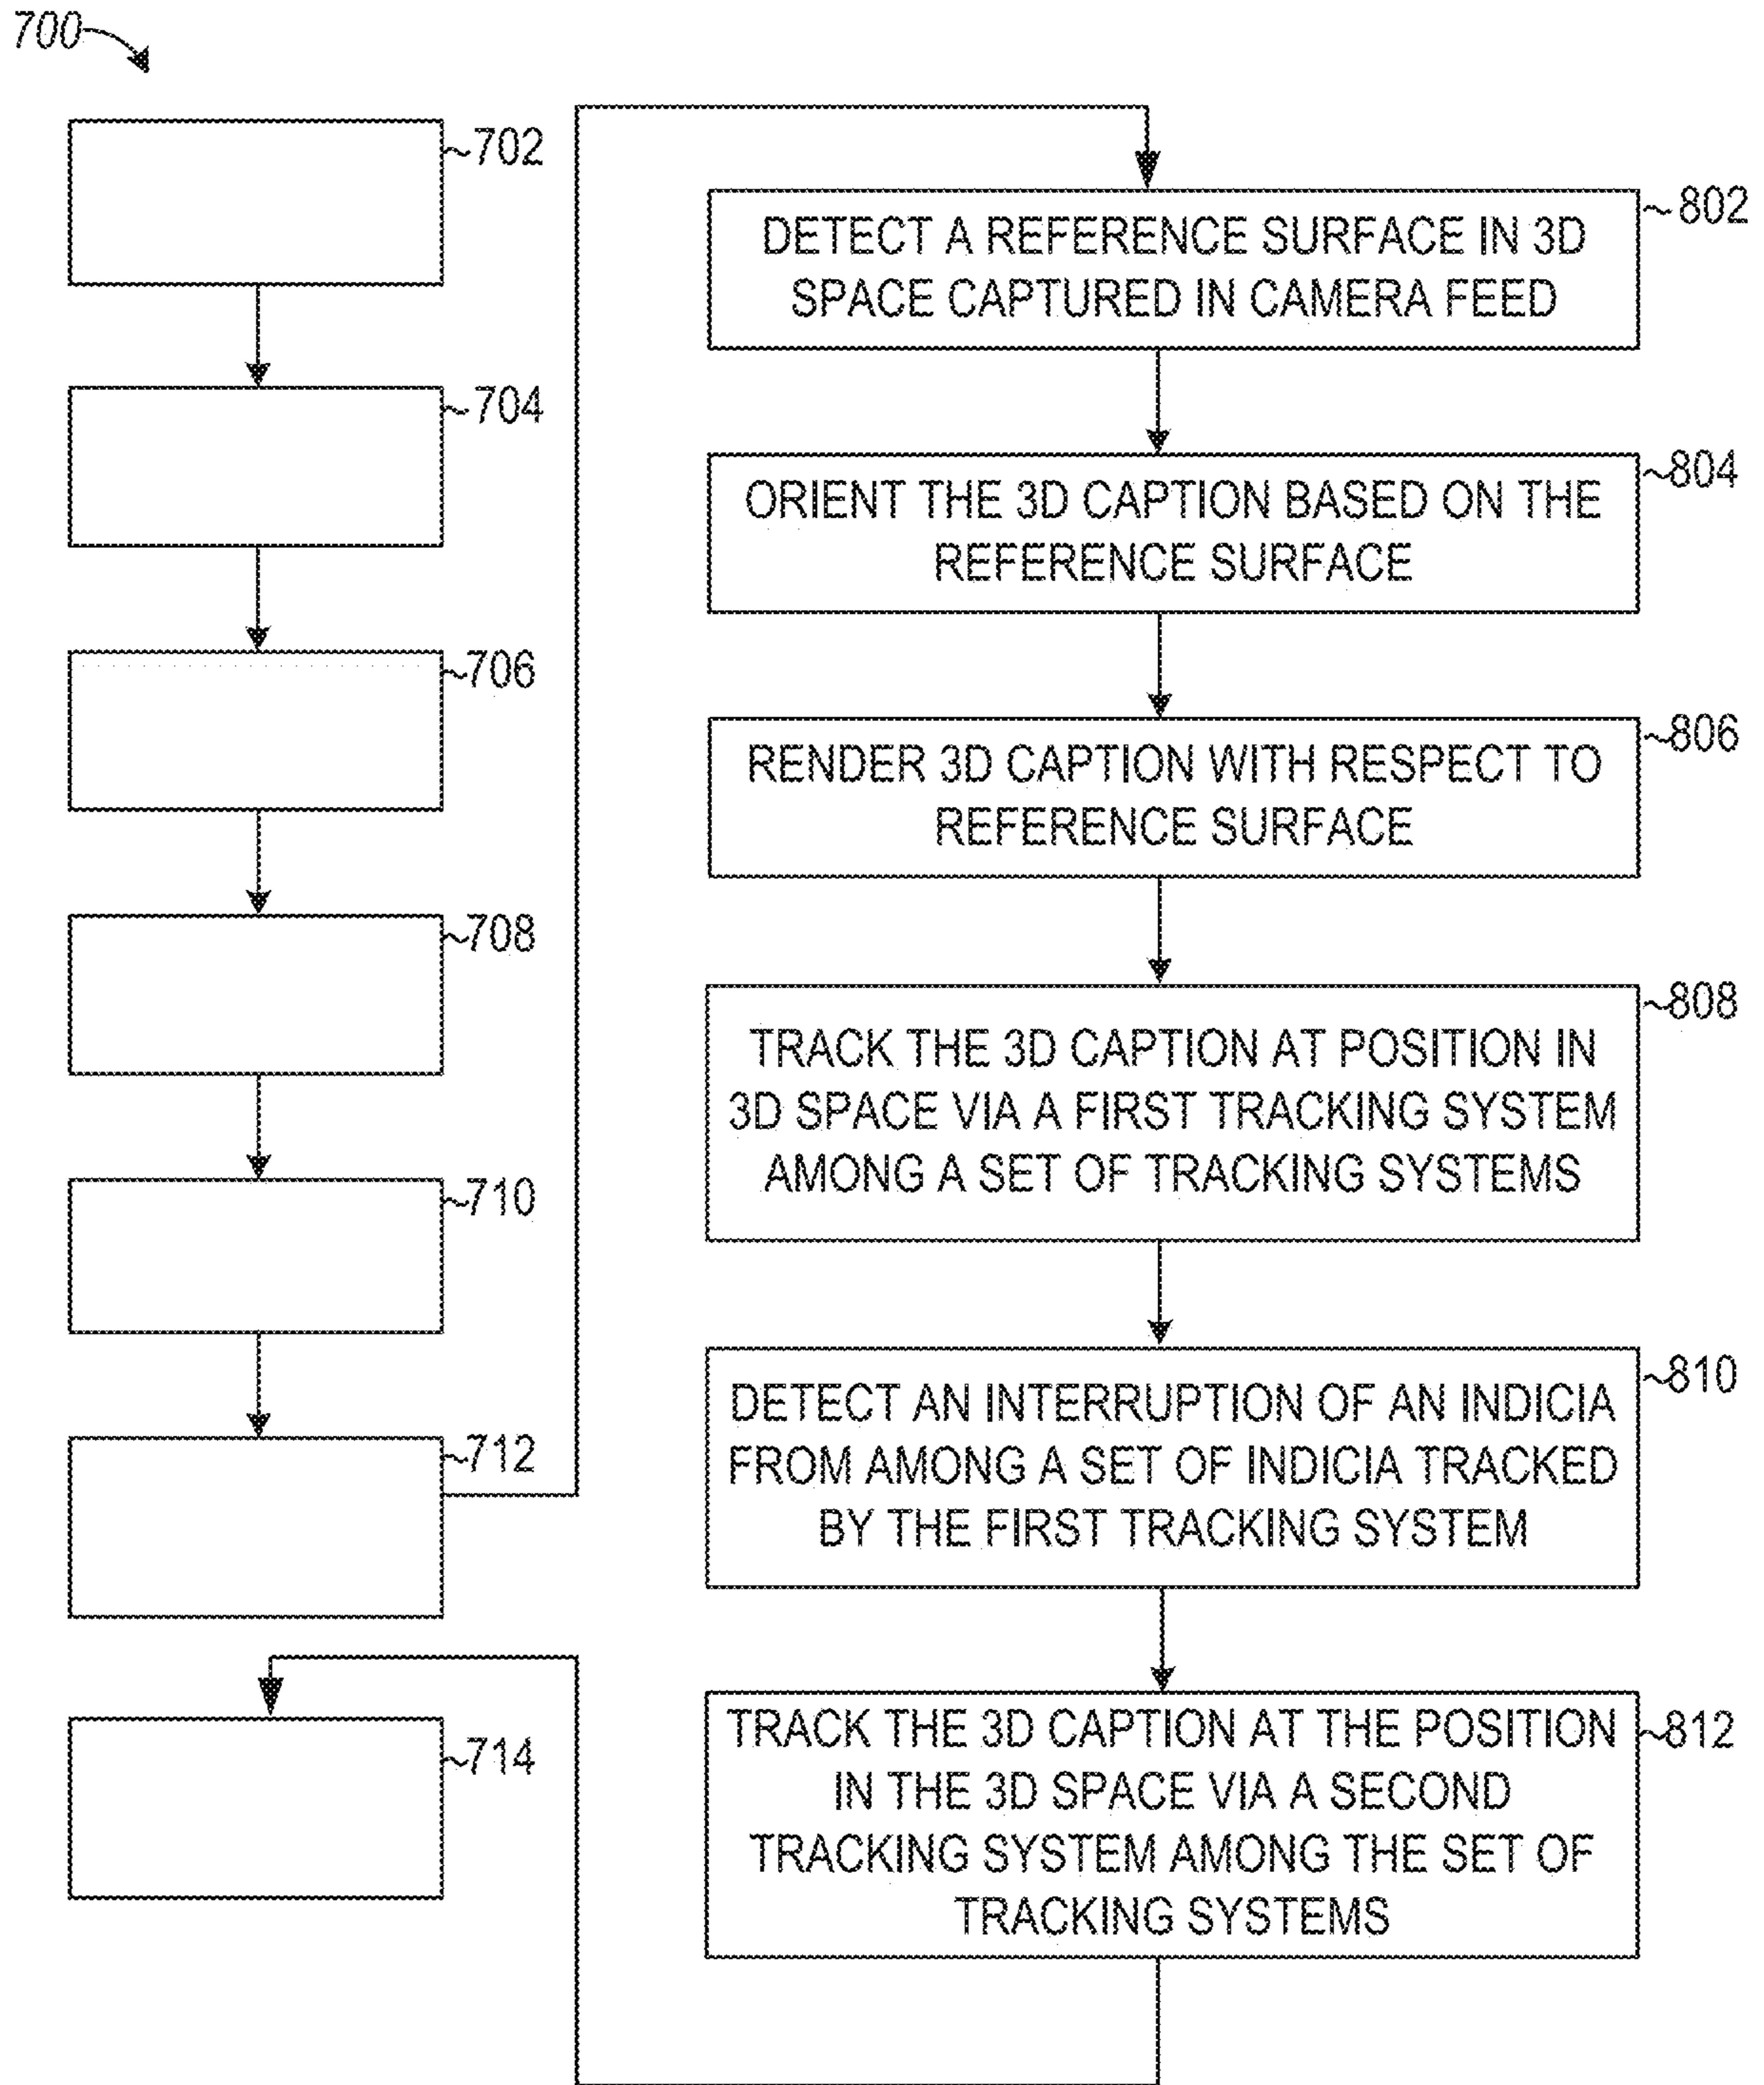 700
702
704
706
708
710
712
714
802
DETECT A REFERENCE SURFACE IN 3D
SPACE CAPTURED IN CAMERA FEED
804
ORIENT THE 3D CAPTION BASED ON THE
REFERENCE SURFACE
806
RENDER 3D CAPTION WITH RESPECT TO
REFERENCE SURFACE
808
TRACK THE 3D CAPTION AT POSITION IN
3D SPACE VIA A FIRST TRACKING SYSTEM
AMONG A SET OF TRACKING SYSTEMS
810
DETECT AN INTERRUPTION OF AN INDICIA
FROM AMONG A SET OF INDICIA TRACKED
BY THE FIRST TRACKING SYSTEM
812
TRACK THE 3D CAPTION AT THE POSITION
IN THE 3D SPACE VIA A SECOND
TRACKING SYSTEM AMONG THE SET OF
TRACKING SYSTEMS